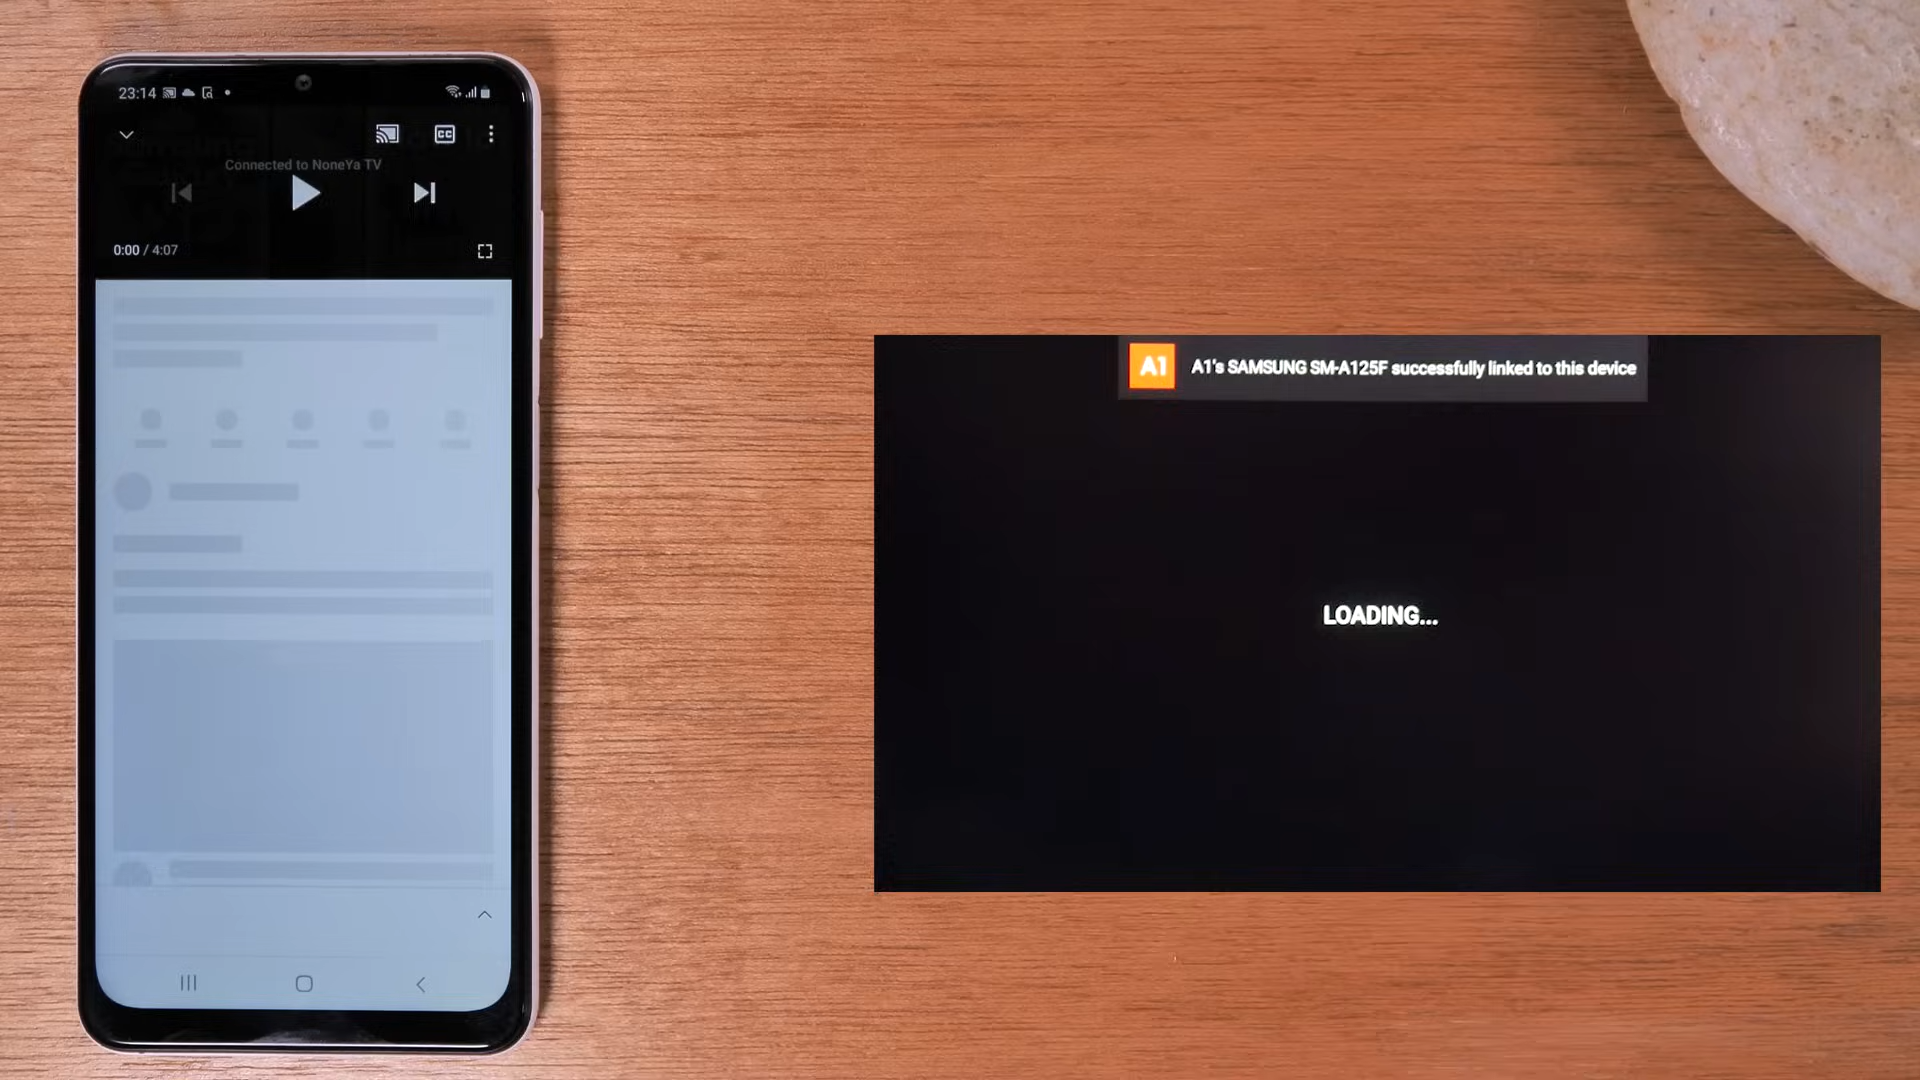 23:14
CC
Connected to NoneYa TV
0:00 / 4:07
A1 A1's SAMSUNG SM-A125F successfully linked to this device
LOADING...